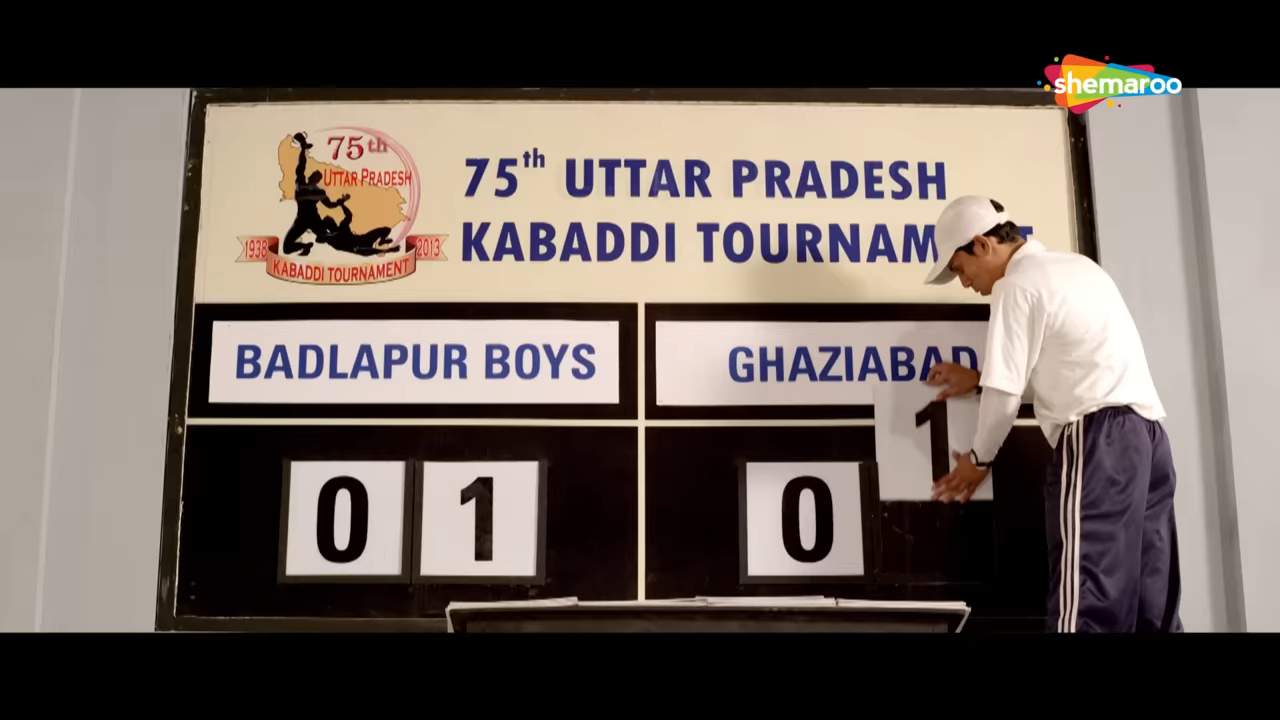 shemaroo
75th
UTTAR PRADESH
1938
2013
KABADDI TOURNAMENT
75th UTTAR PRADESH
KABADDI TOURNAM T
BADLAPUR BOYS
GHAZIABAD
0 1
0 1